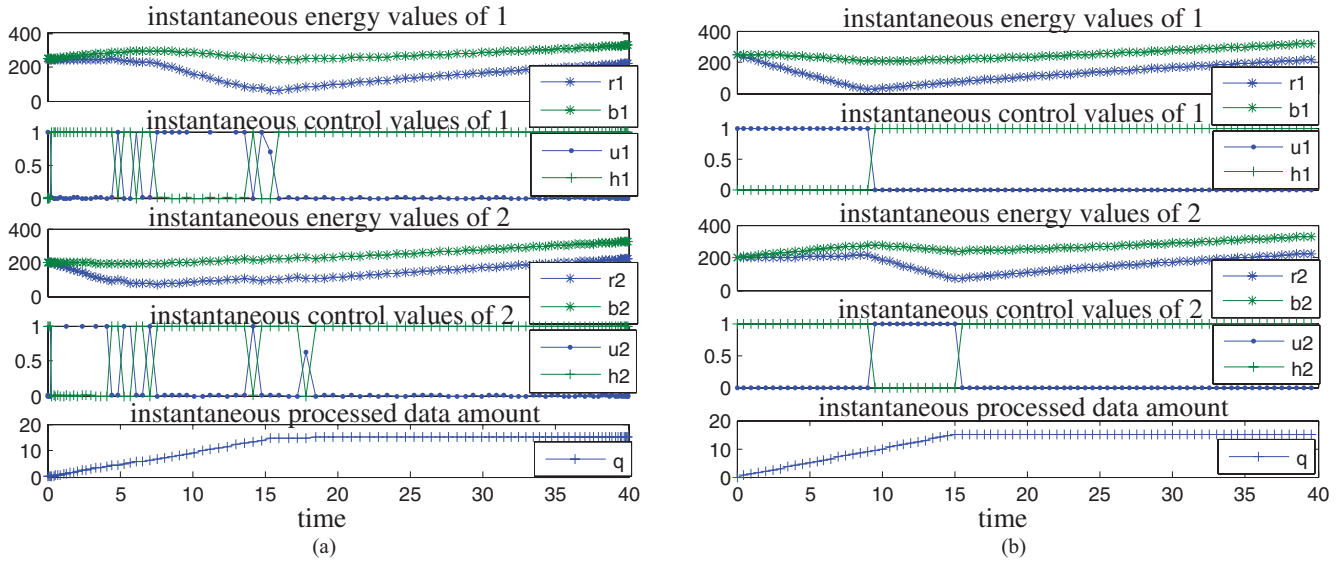 instantaneous energy values of 1
400
200
0
r1
b1
instantaneous control values of 1
1
0.5
0
u1
h1
instantaneous energy values of 2
400
200
0
r2
b2
instantaneous control values of 2
1
0.5
0
u2
h2
instantaneous processed data amount
20
10
0
q
0 5 10 15 20 25 30 35 40
time
(a)
instantaneous energy values of 1
400
200
0
r1
b1
instantaneous control values of 1
1
0.5
0
u1
h1
instantaneous energy values of 2
400
200
0
r2
b2
instantaneous control values of 2
1
0.5
0
u2
h2
instantaneous processed data amount
20
10
0
q
0 5 10 15 20 25 30 35 40
time
(b)